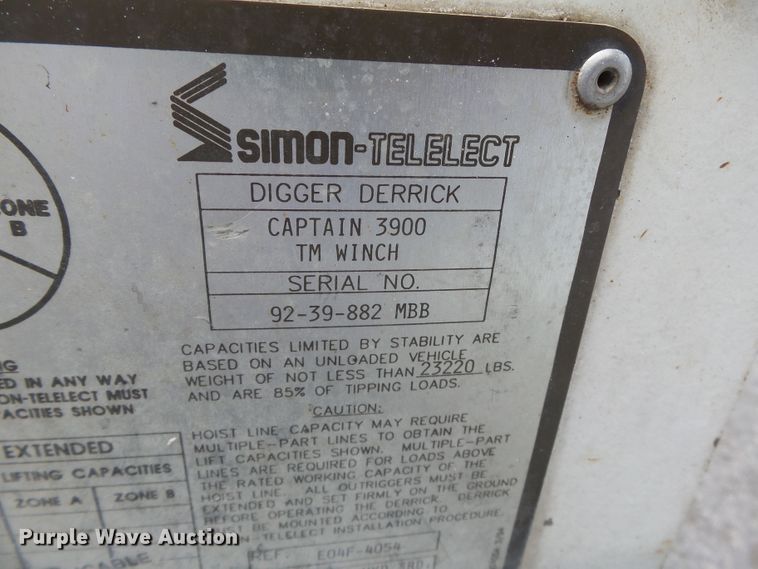 SIMON-TELELECT
DIGGER DERRICK
CAPTAIN 3900
TM WINCH
SERIAL NO.
92-39-882 MBB
CAPACITIES LIMITED BY STABILITY ARE
BASED ON AN UNLOADED VEHICLE
WEIGHT OF NOT LESS THAN 23220 LBS.
AND ARE 85% OF TIPPING LOADS.
CAUTION:
HOIST LINE CAPACITY MAY REQUIRE
MULTIPLE-PART LINES TO OBTAIN THE
LIFT CAPACITIES SHOWN. MULTIPLE-PART
LINES ARE REQUIRED FOR LOADS ABOVE
THE RATED WORKING CAPACITY OF THE
HOIST LINE. ALL OUTRIGGERS MUST BE
EXTENDED AND SET FIRMLY ON THE GROUND
BEFORE OPERATING THE DERRICK. DERRICK
MUST BE MOUNTED ACCORDING TO
-TELELECT INSTALLATION PROCEDURE.
REF. E04F-4054
ONE
B
ED IN ANY WAY
ON-TELELECT MUST
ACITIES SHOWN
EXTENDED
LIFTING CAPACITIES
ZONE A ZONE B
Purple Wave Auction